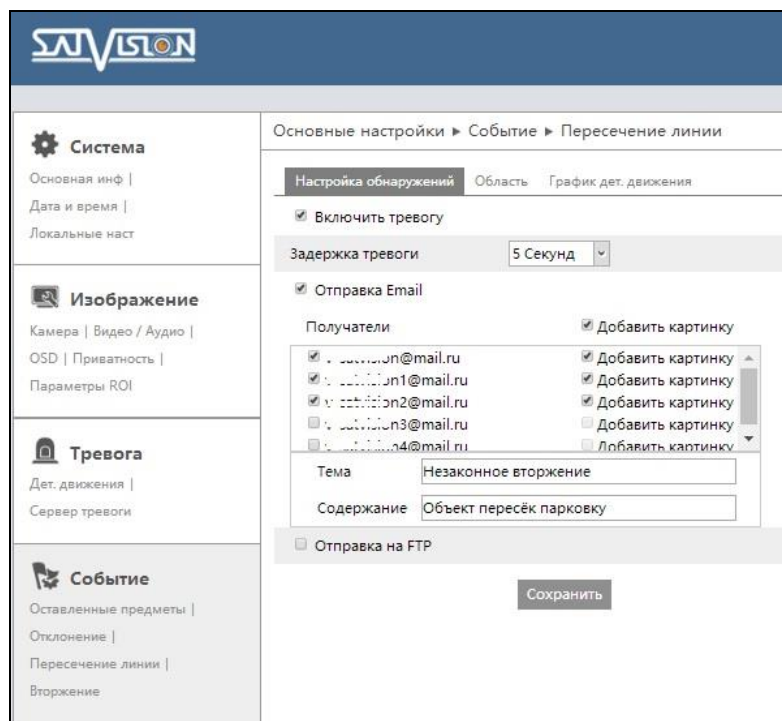 SATVISION
Система
Основная инф |
Дата и время |
Локальные наст
Изображение
Камера | Видео / Аудио |
OSD | Приватность |
Параметры ROI
Тревога
Дет. движения |
Сервер тревоги
Событие
Оставленные предметы |
Отклонение |
Пересечение линии |
Вторжение
Основные настройки ▶ Событие ▶ Пересечение линии
Настройка обнаружений Область График дет. движения
Включить тревогу
Задержка тревоги 5 Секунд
Отправка Email
Получатели Добавить картинку
Добавить картинку
Добавить картинку
Добавить картинку
Добавить картинку
Добавить картинку
Тема Незаконное вторжение
Содержание Объект пересёк парковку
Отправка на FTP
Сохранить